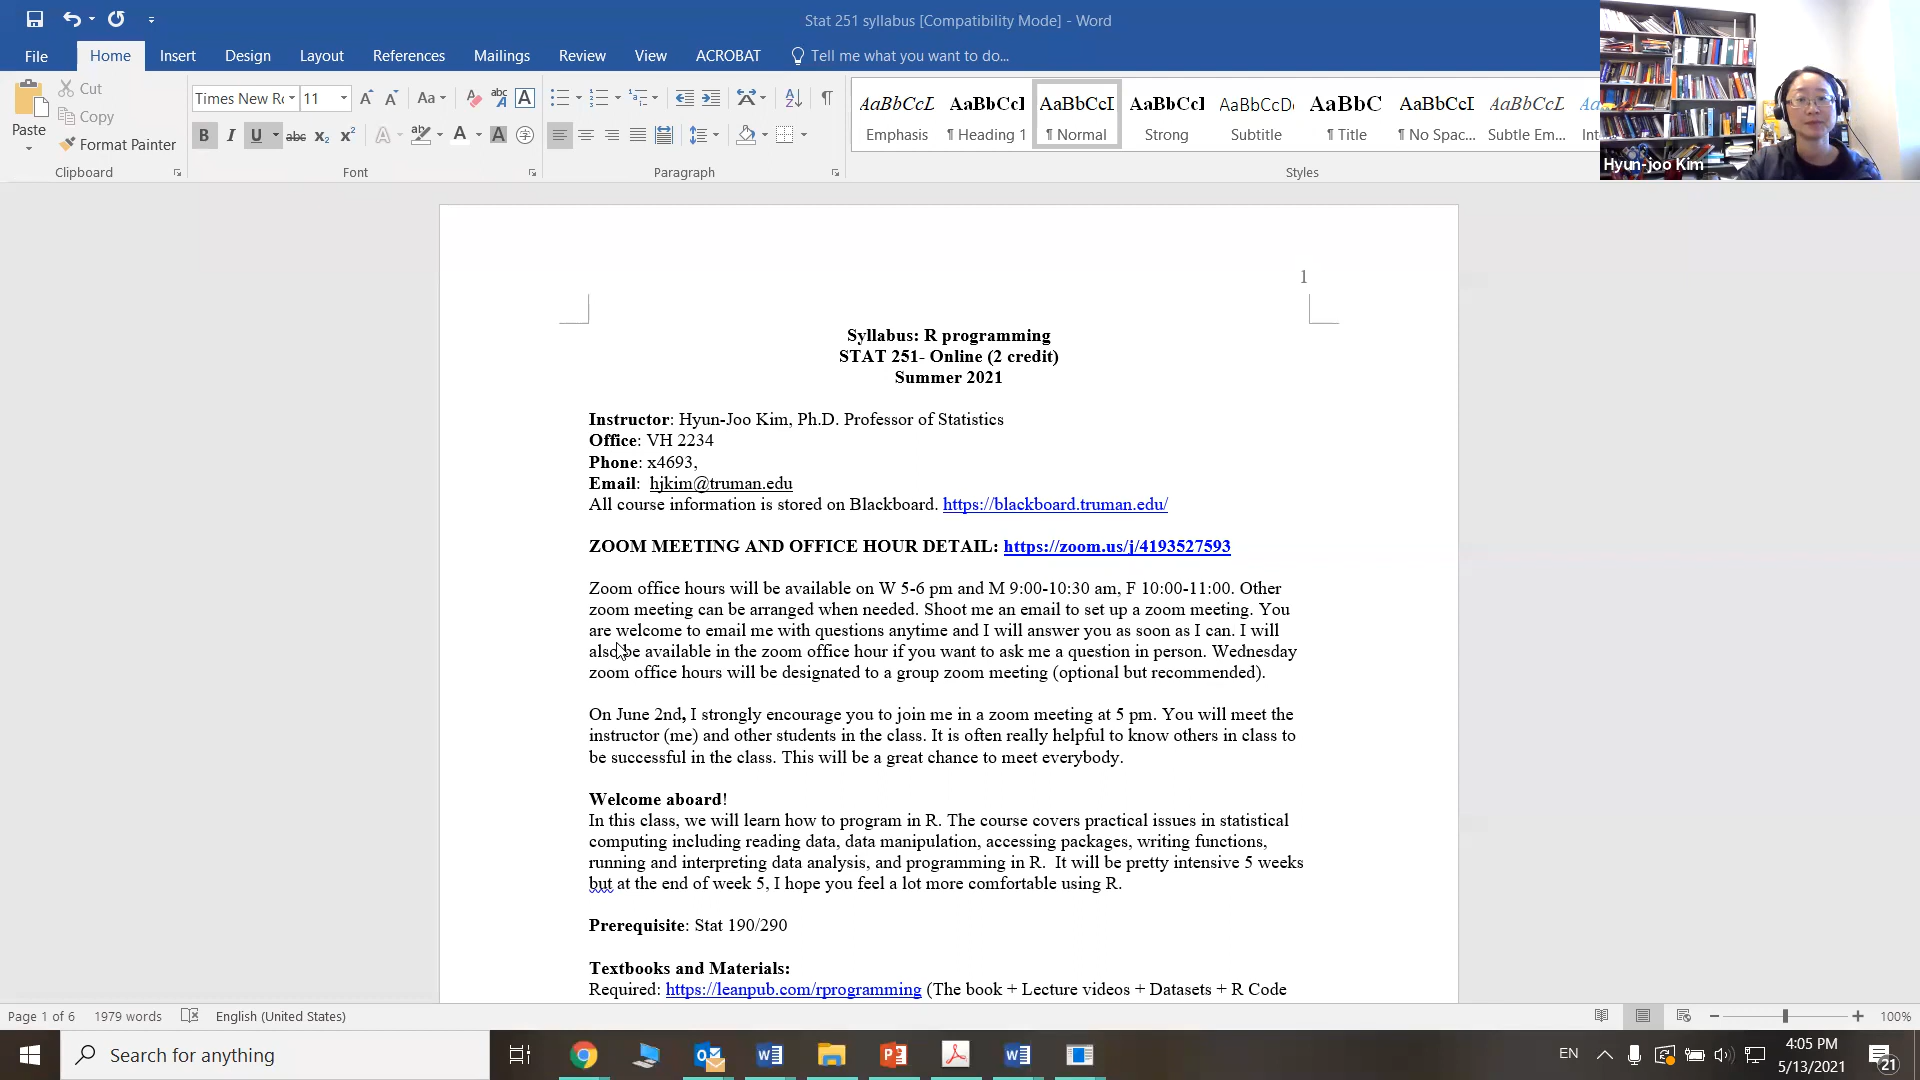 Stat 251 syllabus [Compatibility Mode] - Word
File Home Insert Design Layout References Mailings Review View ACROBAT Tell me what you want to do...
Paste
Cut
Copy
Format Painter
Clipboard
Times New Rc 11
Font
Paragraph
AaBbCcL AaBbCcI AaBbCcI AaBbCcI AaBbCcDc AaBbC AaBbCcI AaBbCcL
Emphasis ¶ Heading 1 ¶ Normal Strong Subtitle ¶ Title ¶ No Spac... Subtle Em...
Styles
Hyun-joo Kim
1
Syllabus: R programming
STAT 251- Online (2 credit)
Summer 2021
Instructor: Hyun-Joo Kim, Ph.D. Professor of Statistics
Office: VH 2234
Phone: x4693,
Email: hjkim@truman.edu
All course information is stored on Blackboard. https://blackboard.truman.edu/
ZOOM MEETING AND OFFICE HOUR DETAIL: https://zoom.us/j/4193527593
Zoom office hours will be available on W 5-6 pm and M 9:00-10:30 am, F 10:00-11:00. Other
zoom meeting can be arranged when needed. Shoot me an email to set up a zoom meeting. You
are welcome to email me with questions anytime and I will answer you as soon as I can. I will
also be available in the zoom office hour if you want to ask me a question in person. Wednesday
zoom office hours will be designated to a group zoom meeting (optional but recommended).
On June 2nd, I strongly encourage you to join me in a zoom meeting at 5 pm. You will meet the
instructor (me) and other students in the class. It is often really helpful to know others in class to
be successful in the class. This will be a great chance to meet everybody.
Welcome aboard!
In this class, we will learn how to program in R. The course covers practical issues in statistical
computing including reading data, data manipulation, accessing packages, writing functions,
running and interpreting data analysis, and programming in R. It will be pretty intensive 5 weeks
but at the end of week 5, I hope you feel a lot more comfortable using R.
Prerequisite: Stat 190/290
Textbooks and Materials:
Required: https://leanpub.com/rprogramming (The book + Lecture videos + Datasets + R Code
Page 1 of 6 1979 words English (United States) 100%
Search for anything
EN
4:05 PM
5/13/2021
21